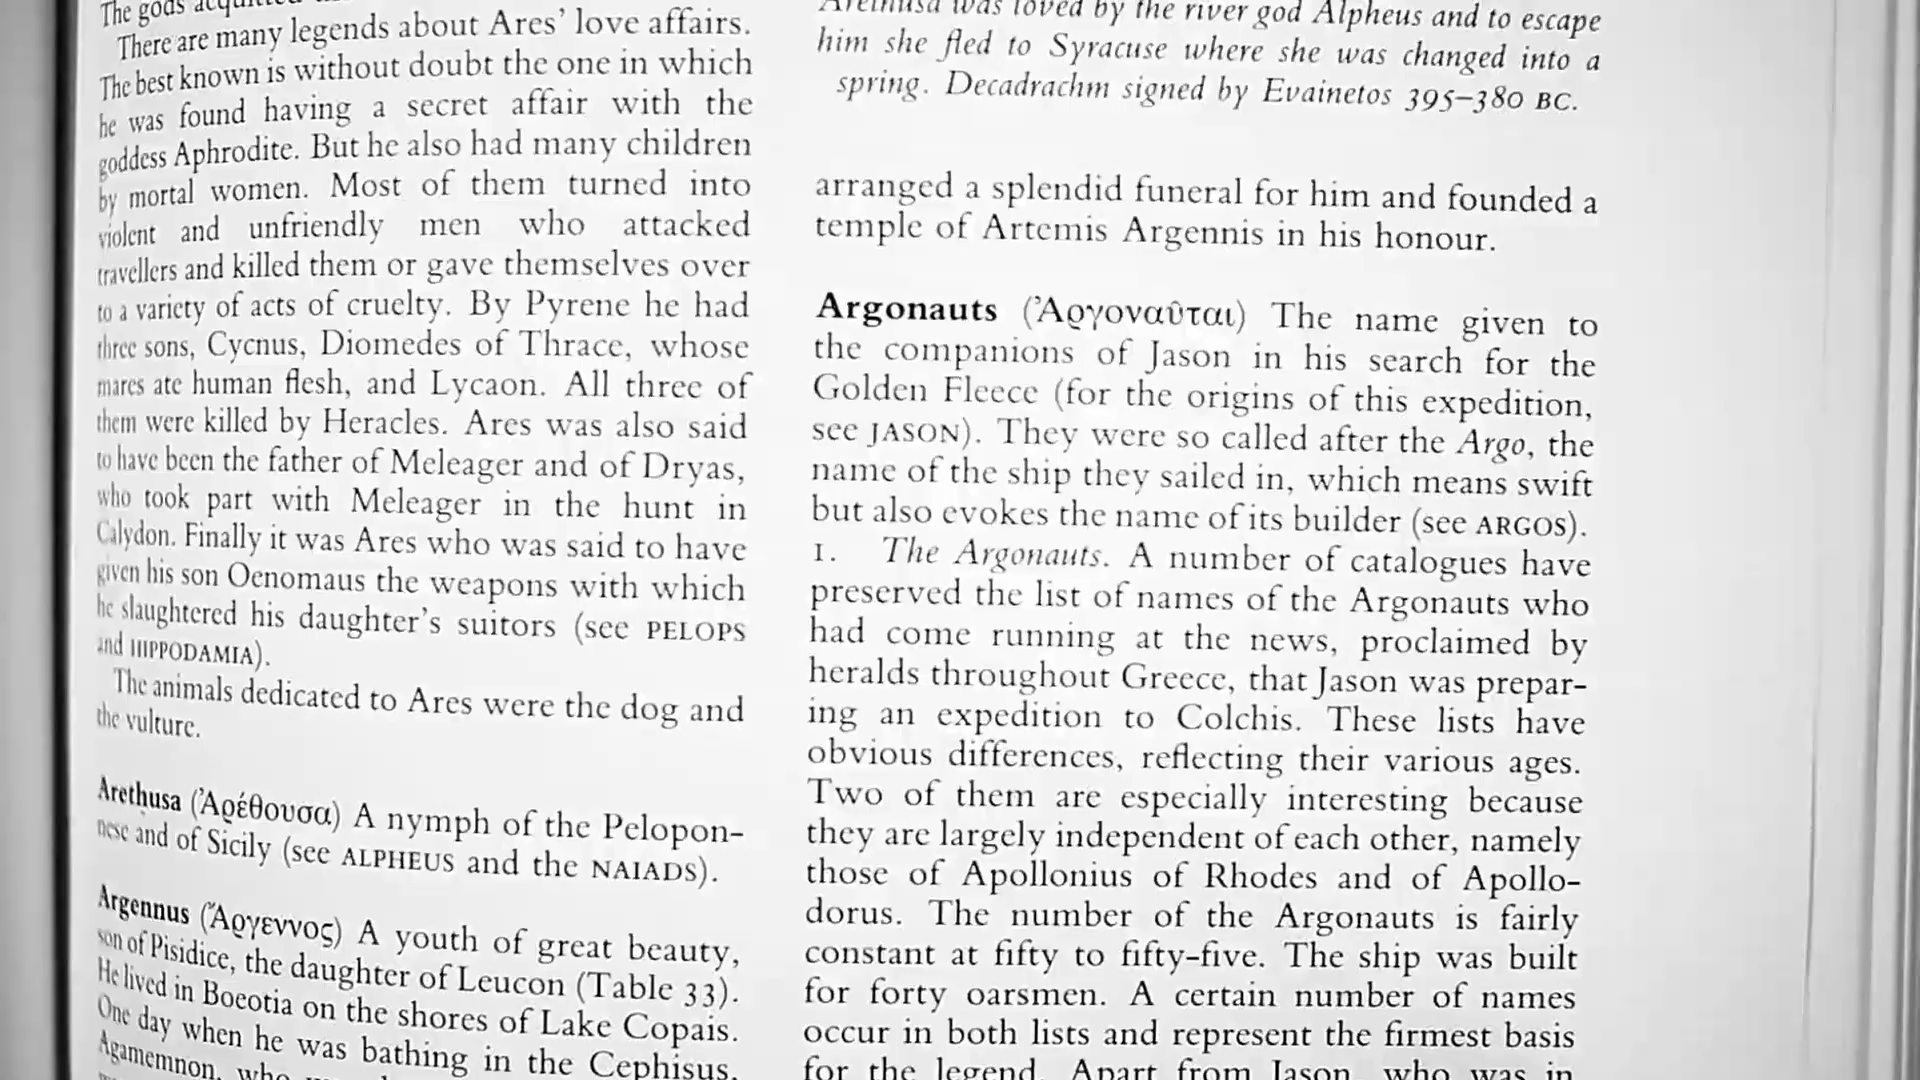 The gods
There are many legends about Ares' love affairs.
The best known is without doubt the one in which
he was found having a secret affair with the
goddess Aphrodite. But he also had many children
by mortal women. Most of them turned into
violent and unfriendly men who attacked
travellers and killed them or gave themselves over
to a variety of acts of cruelty. By Pyrene he had
three sons, Cycnus, Diomedes of Thrace, whose
mares ate human flesh, and Lycaon. All three of
them were killed by Heracles. Ares was also said
to have been the father of Meleager and of Dryas,
who took part with Meleager in the hunt in
Calydon. Finally it was Ares who was said to have
given his son Oenomaus the weapons with which
he slaughtered his daughter's suitors (see PELOPS
and HIPPODAMIA).
The animals dedicated to Ares were the dog and
the vulture.
Arethusa (Ἀρέθουσα) A nymph of the Pelopon-
nese and of Sicily (see ALPHEUS and the NAIADS).
Argennus (Ἄργεννος) A youth of great beauty,
son of Pisidice, the daughter of Leucon (Table 33).
He lived in Boeotia on the shores of Lake Copais.
One day when he was bathing in the Cephisus,
Agamemnon, who
Arethusa was loved by the river god Alpheus and to escape
him she fled to Syracuse where she was changed into a
spring. Decadrachm signed by Evainetos 395–380 BC.
arranged a splendid funeral for him and founded a
temple of Artemis Argennis in his honour.
Argonauts (Ἀργοναῦται) The name given to
the companions of Jason in his search for the
Golden Fleece (for the origins of this expedition,
see JASON). They were so called after the Argo, the
name of the ship they sailed in, which means swift
but also evokes the name of its builder (see ARGOS).
1. The Argonauts. A number of catalogues have
preserved the list of names of the Argonauts who
had come running at the news, proclaimed by
heralds throughout Greece, that Jason was prepar-
ing an expedition to Colchis. These lists have
obvious differences, reflecting their various ages.
Two of them are especially interesting because
they are largely independent of each other, namely
those of Apollonius of Rhodes and of Apollo-
dorus. The number of the Argonauts is fairly
constant at fifty to fifty-five. The ship was built
for forty oarsmen. A certain number of names
occur in both lists and represent the firmest basis
for the legend. Apart from Jason, who was in